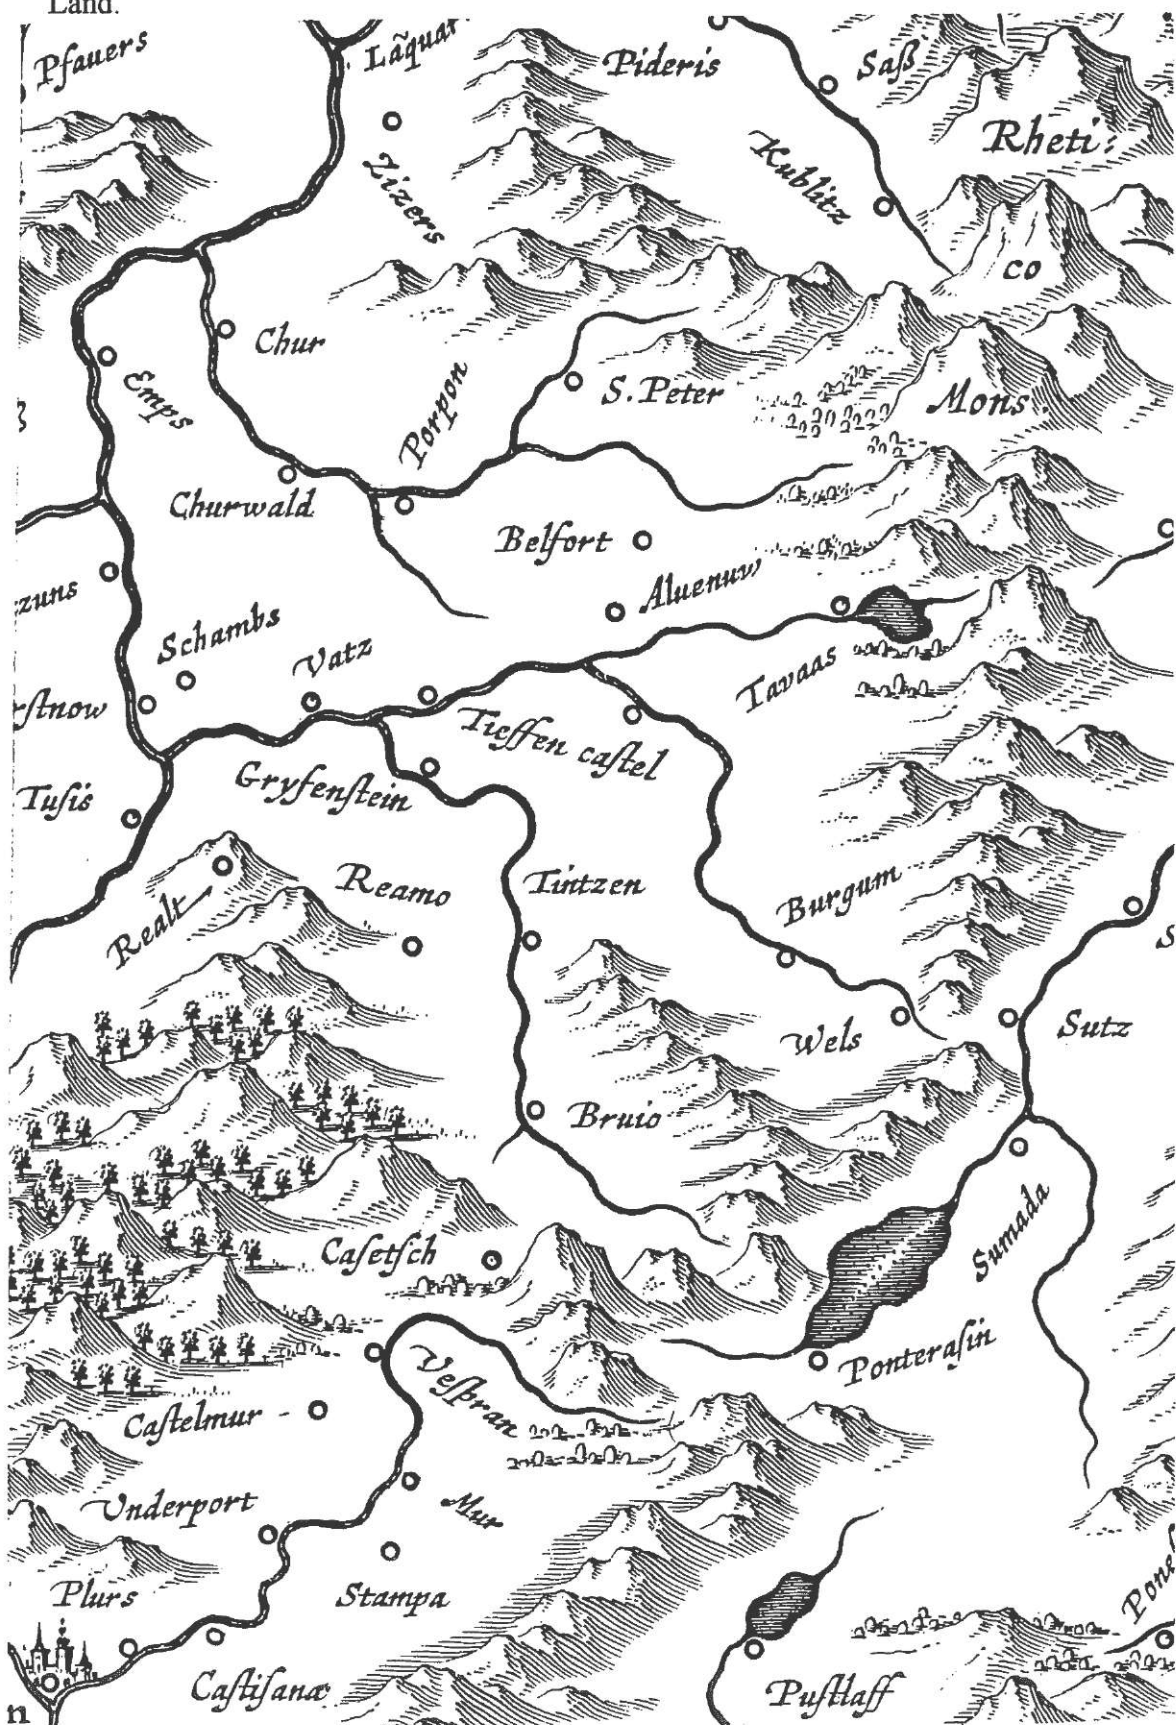 Land.
Pfauers
Lãquar
Pideris
Saß
Zizers
Kublitz
Rheti:
co
Chur
Emps
Porpon
S. Peter
Mons.
Churwald
Belfort
Aluenuw
zuns
Schambs
Vatz
Tavaas
rſtnow
Tieffen caſtel
Gryfenſtein
Tuſis
Realt
Reamo
Tintzen
Burgum
S
Wels
Sutz
Bruio
Caſetſch
Sumada
Veſpran
Ponteraſin
Caſtelmur
Underport
Mur
Plurs
Stampa
Pone
Caſtiſanæ
Puſtlaff
n